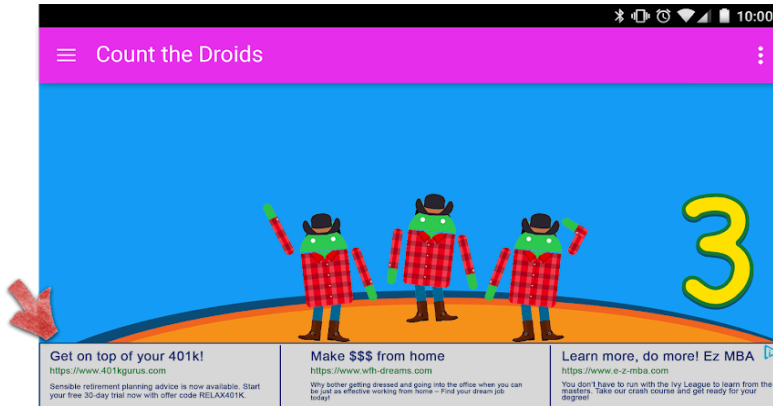 10:00
Count the Droids
3
Get on top of your 401k!
https://www.401kgurus.com
Sensible retirement planning advice is now available. Start
your free 30-day trial now with offer code RELAX401K.
Make $$$ from home
https://www.wfh-dreams.com
Why bother getting dressed and going into the office when you can
be just as effective working from home – Find your dream job
today!
Learn more, do more! Ez MBA
https://www.e-z-mba.com
You don't have to run with the Ivy League to learn from the
masters. Take our crash course and get ready for your
degree!